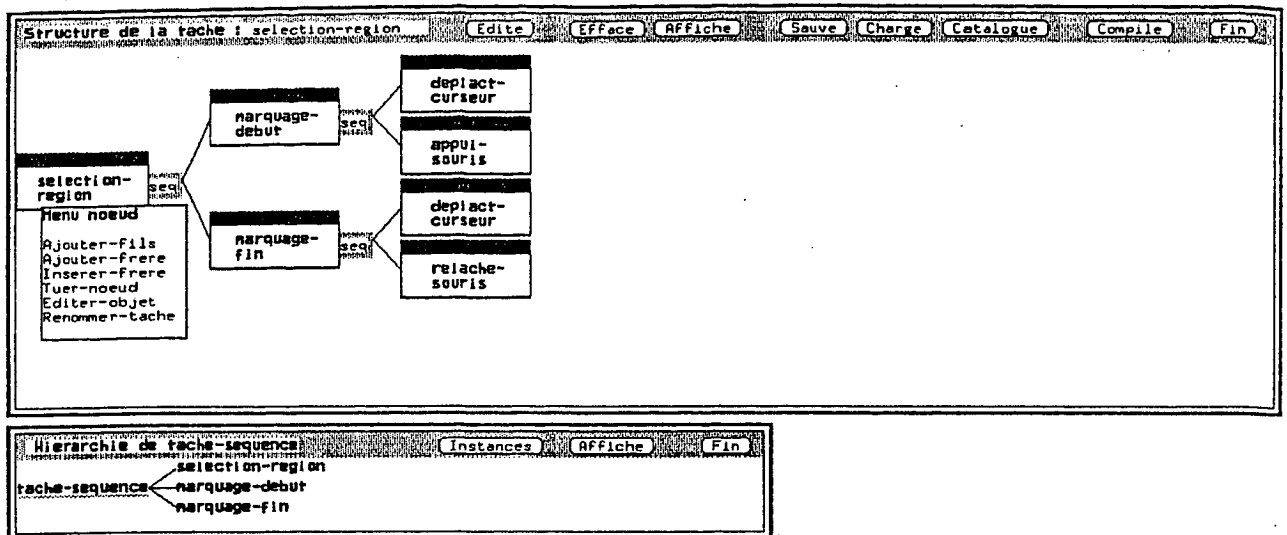 Structure de la tache : selection-region Edite Efface Affiche Sauve Charge Catalogue Compile Fin
deplact-
curseur
marquage-
debut
seq
appui-
souris
selection-
region
seq
deplact-
curseur
marquage-
fin
seq
relache-
souris
Menu noeud
Ajouter-fils
Ajouter-frere
Inserer-frere
Tuer-noeud
Editer-objet
Renommer-tache
Hierarchie de tache-sequence Instances Affiche Fin
selection-region
tache-sequence marquage-debut
marquage-fin